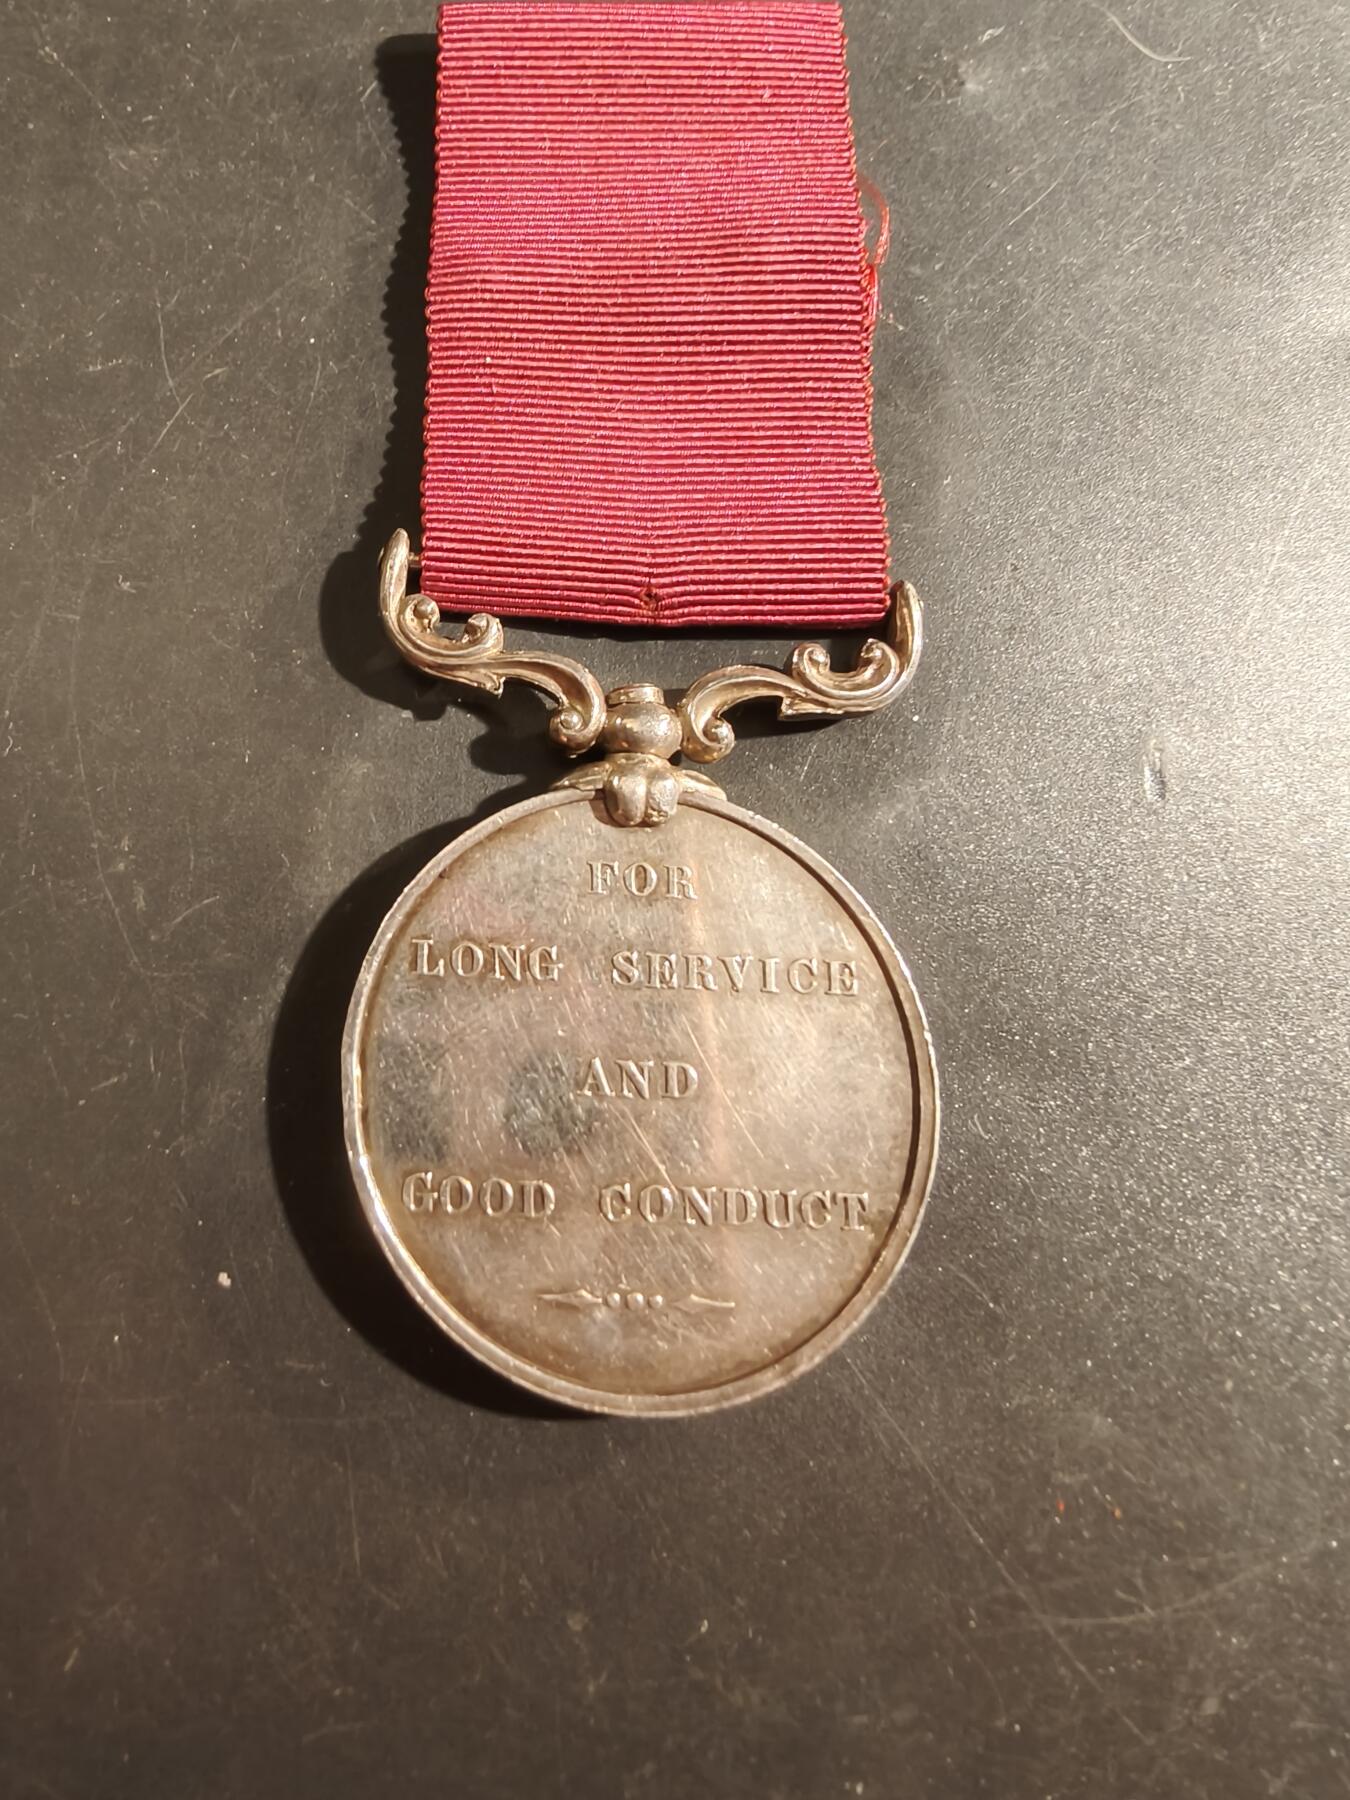 FOR
LONG SERVICE
AND
GOOD CONDUCT